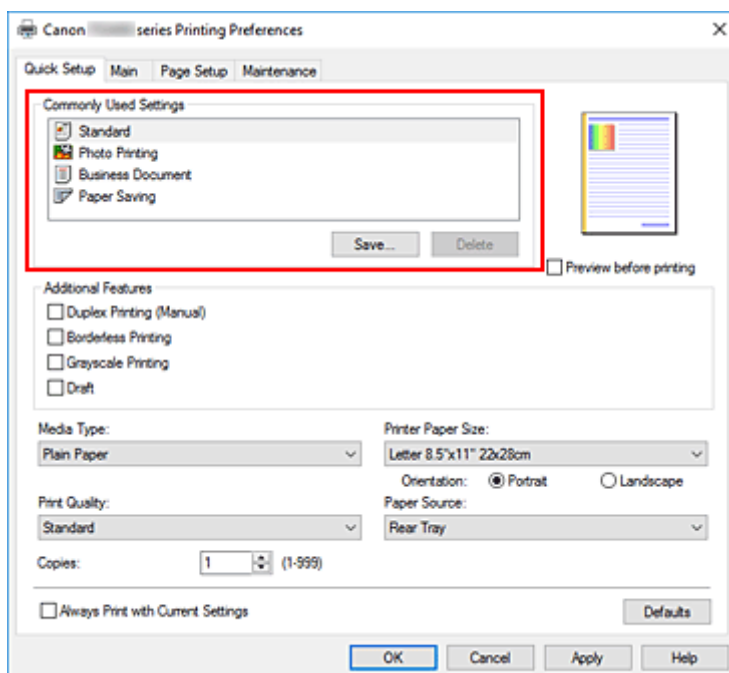 Canon series Printing Preferences
Quick Setup Main Page Setup Maintenance
Commonly Used Settings
Standard
Photo Printing
Business Document
Paper Saving
Save... Delete
Preview before printing
Additional Features
Duplex Printing (Manual)
Borderless Printing
Grayscale Printing
Draft
Media Type: Printer Paper Size:
Plain Paper Letter 8.5"x11" 22x28cm
Orientation: Portrait Landscape
Print Quality: Paper Source:
Standard Rear Tray
Copies: 1 (1-999)
Always Print with Current Settings Defaults
OK Cancel Apply Help